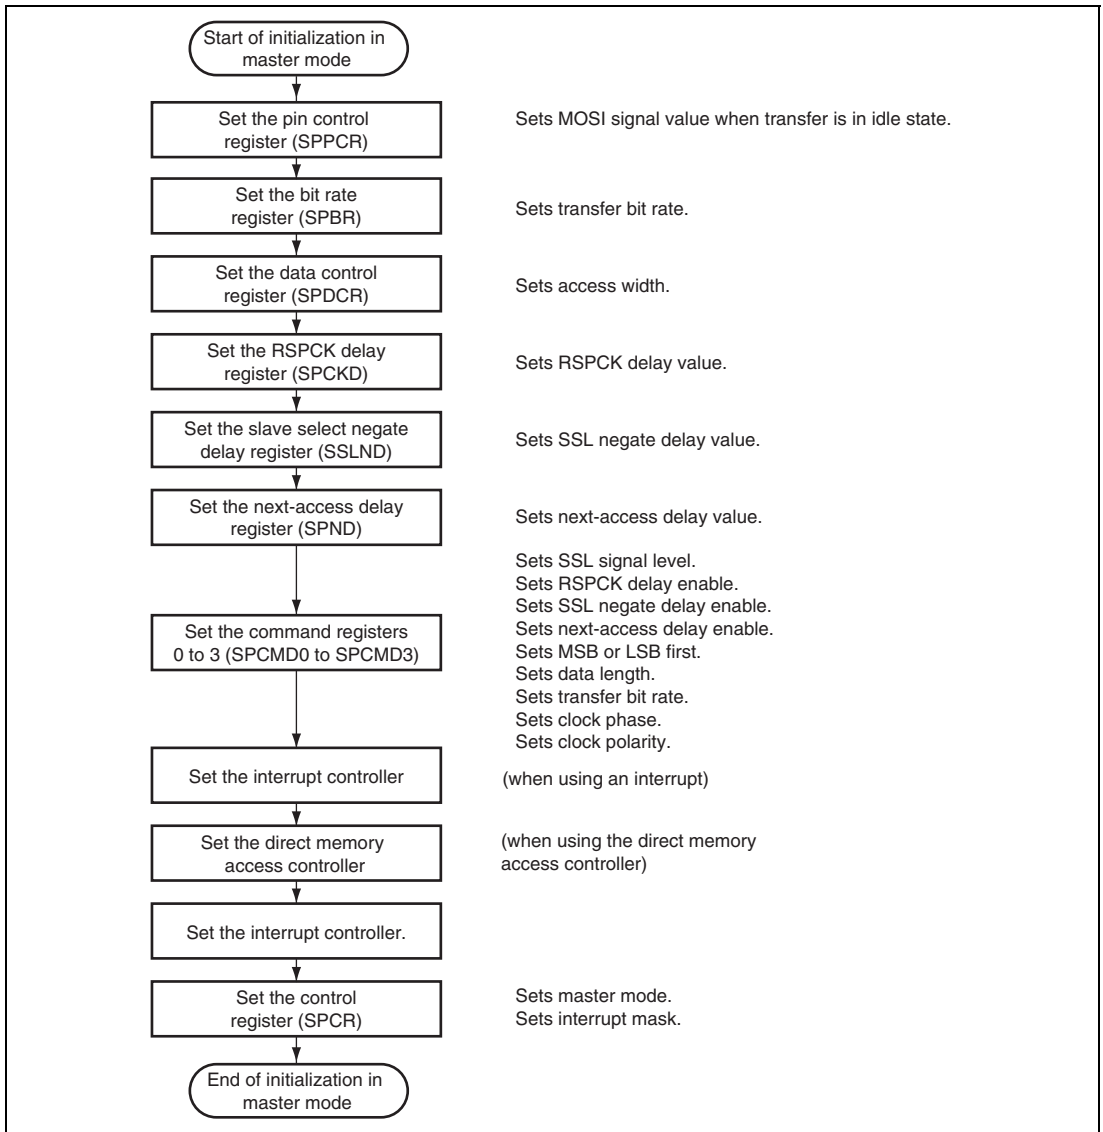 Start of initialization in
master mode
Set the pin control
register (SPPCR)
Sets MOSI signal value when transfer is in idle state.
Set the bit rate
register (SPBR)
Sets transfer bit rate.
Set the data control
register (SPDCR)
Sets access width.
Set the RSPCK delay
register (SPCKD)
Sets RSPCK delay value.
Set the slave select negate
delay register (SSLND)
Sets SSL negate delay value.
Set the next-access delay
register (SPND)
Sets next-access delay value.
Set the command registers
0 to 3 (SPCMD0 to SPCMD3)
Sets SSL signal level.
Sets RSPCK delay enable.
Sets SSL negate delay enable.
Sets next-access delay enable.
Sets MSB or LSB first.
Sets data length.
Sets transfer bit rate.
Sets clock phase.
Sets clock polarity.
Set the interrupt controller
(when using an interrupt)
Set the direct memory
access controller
(when using the direct memory
access controller)
Set the interrupt controller.
Set the control
register (SPCR)
Sets master mode.
Sets interrupt mask.
End of initialization in
master mode